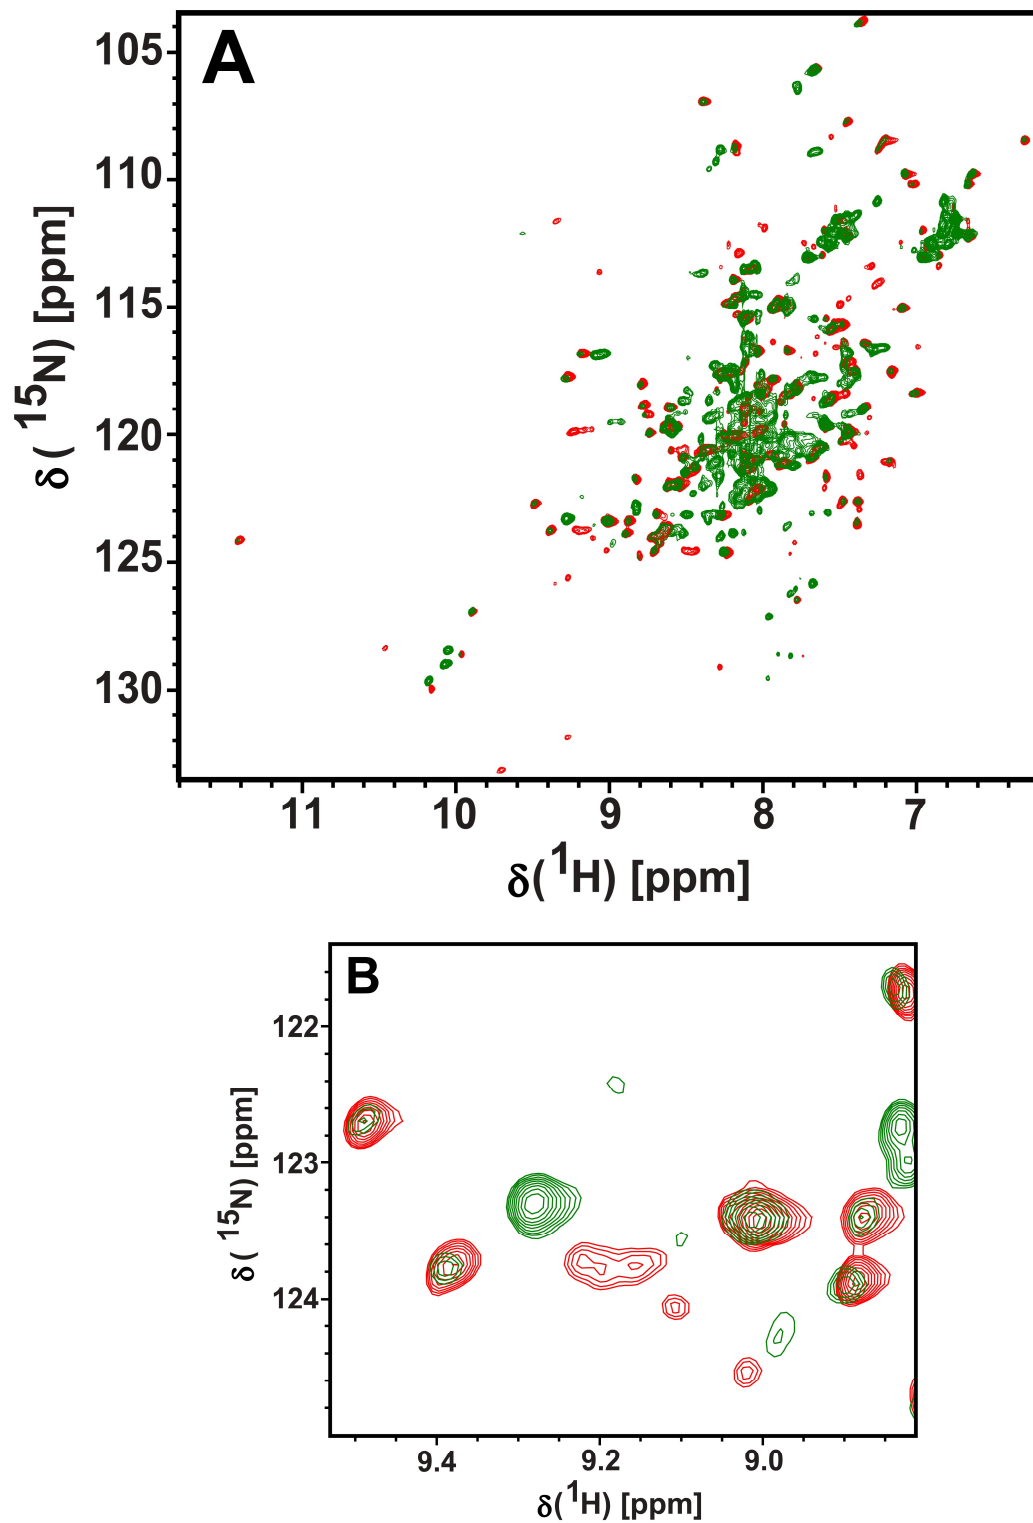 A
105
110
115
120
125
130
δ( ¹⁵N) [ppm]
11 10 9 8 7
δ(¹H) [ppm]
B
122
123
124
δ( ¹⁵N) [ppm]
9.4 9.2 9.0
δ(¹H) [ppm]